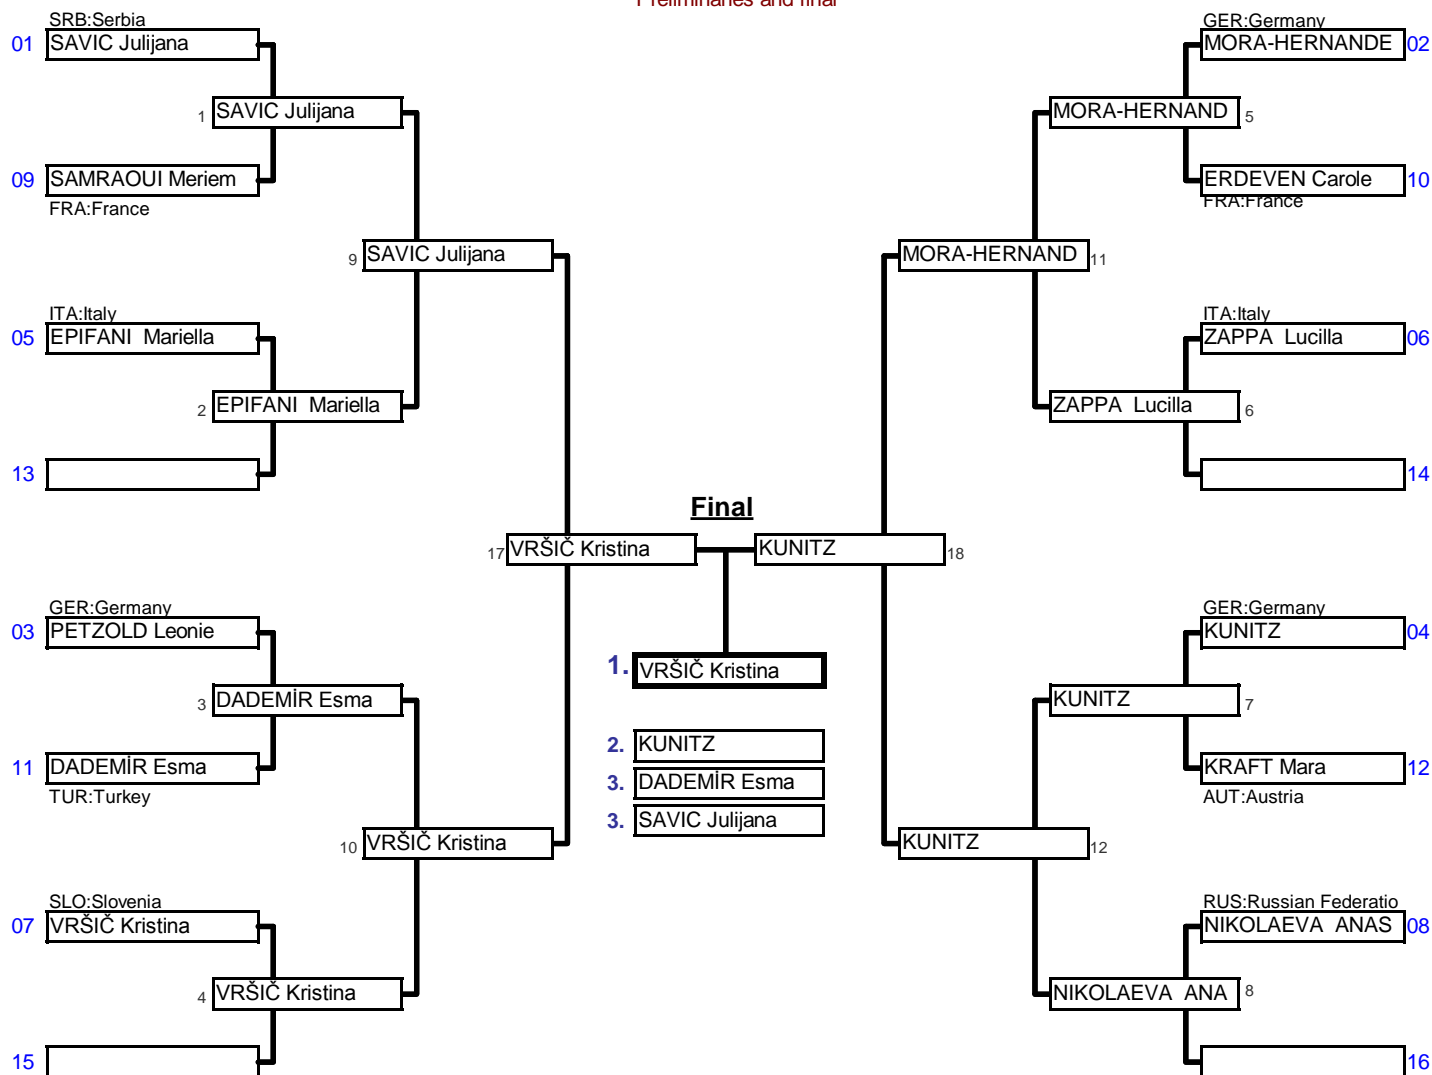 Preliminaries and final
SRB:Serbia
GER:Germany
01 SAVIC Julijana
MORA-HERNANDE 02
1 SAVIC Julijana
MORA-HERNAND 5
09 SAMRAOUI Meriem
ERDEVEN Carole 10
FRA:France
FRA:France
9 SAVIC Julijana
MORA-HERNAND 11
ITA:Italy
ITA:Italy
05 EPIFANI Mariella
ZAPPA Lucilla 06
2 EPIFANI Mariella
ZAPPA Lucilla 6
13
14
Final
17 VRŠIČ Kristina
KUNITZ 18
GER:Germany
GER:Germany
03 PETZOLD Leonie
KUNITZ 04
1. VRŠIČ Kristina
3 DADEMİR Esma
KUNITZ 7
2. KUNITZ
11 DADEMİR Esma
3. DADEMİR Esma
KRAFT Mara 12
TUR:Turkey
AUT:Austria
3. SAVIC Julijana
10 VRŠIČ Kristina
KUNITZ 12
SLO:Slovenia
RUS:Russian Federatio
07 VRŠIČ Kristina
NIKOLAEVA ANAS 08
4 VRŠIČ Kristina
NIKOLAEVA ANA 8
15
16